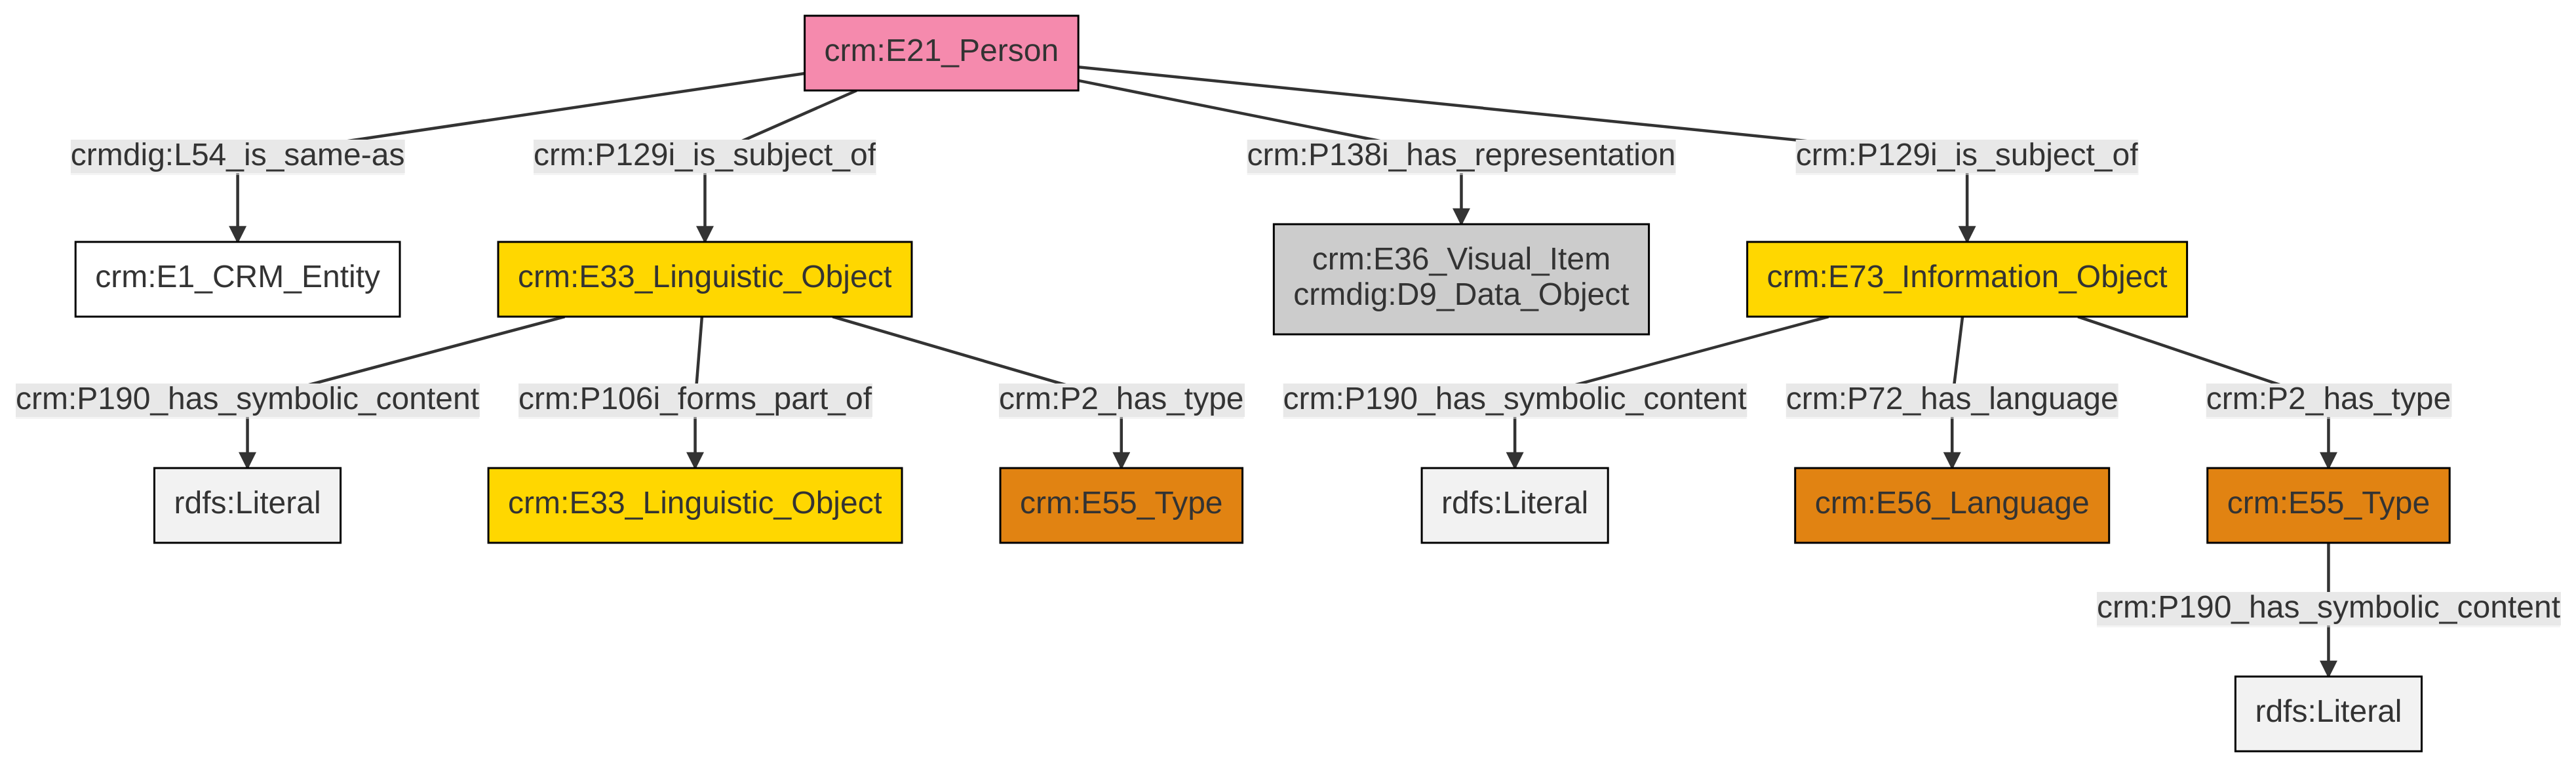 crm:E21_Person
crmdig:L54_is_same-as
crm:P129i_is_subject_of
crm:P138i_has_representation
crm:P129i_is_subject_of
crm:E1_CRM_Entity
crm:E33_Linguistic_Object
crm:E36_Visual_Item
crmdig:D9_Data_Object
crm:E73_Information_Object
crm:P190_has_symbolic_content
crm:P106i_forms_part_of
crm:P2_has_type
crm:P190_has_symbolic_content
crm:P72_has_language
crm:P2_has_type
rdfs:Literal
crm:E33_Linguistic_Object
crm:E55_Type
rdfs:Literal
crm:E56_Language
crm:E55_Type
crm:P190_has_symbolic_content
rdfs:Literal